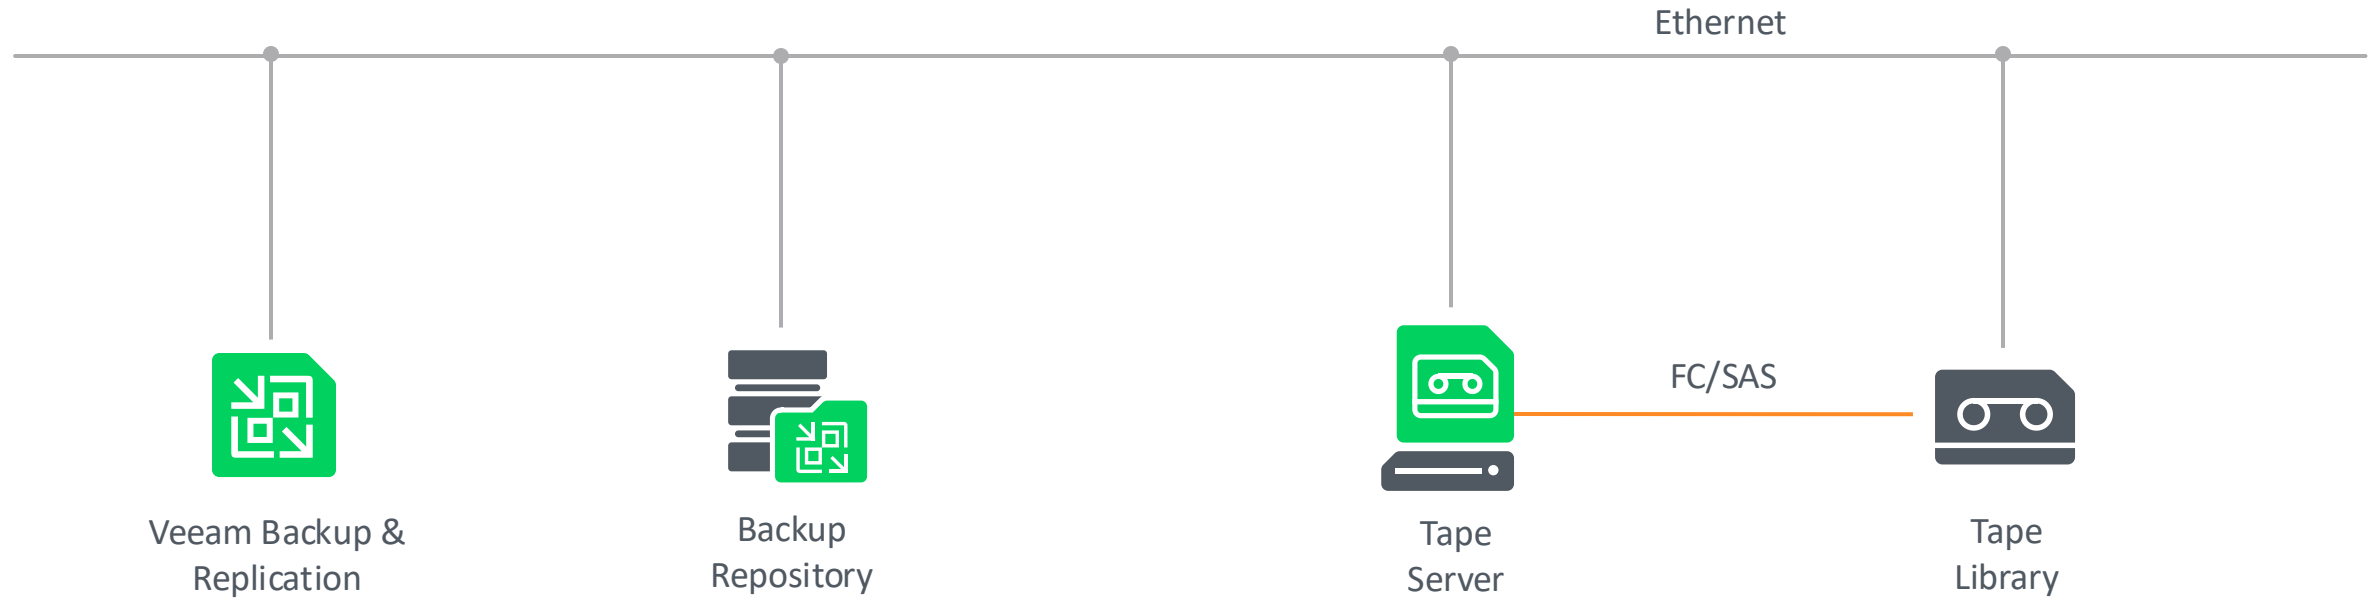 Ethernet
FC/SAS
Veeam Backup &
Replication
Backup
Repository
Tape
Server
Tape
Library